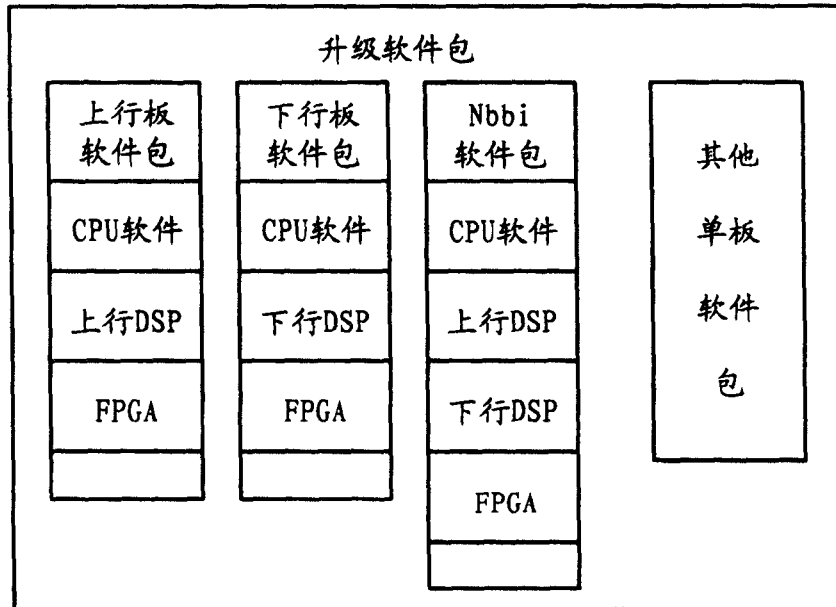 升级软件包
上行板
软件包
CPU软件
上行DSP
FPGA
下行板
软件包
CPU软件
下行DSP
FPGA
Nbbi
软件包
CPU软件
上行DSP
下行DSP
FPGA
其他
单板
软件
包